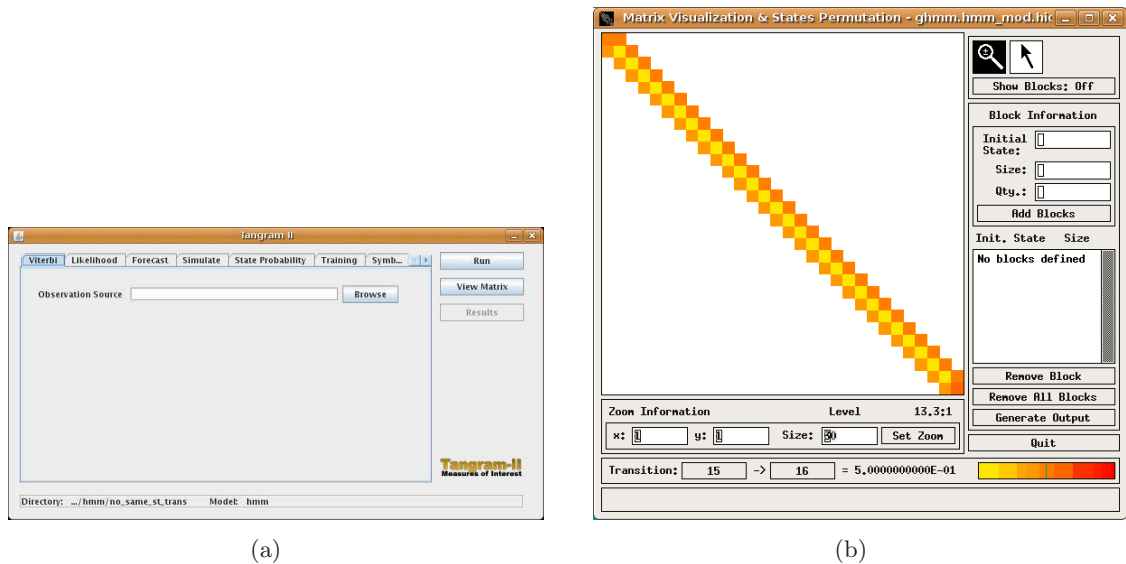 Tangram II
Viterbi Likelihood Forecast Simulate State Probability Training Symb...
Run
Observation Source Browse
View Matrix
Results
Tangram-II
Measures of Interest
Directory: .../hmm/no_same_st_trans Model: hmm
(a)
Matrix Visualization & States Permutation - ghmm.hmm_mod.hid
Show Blocks: Off
Block Information
Initial
State:
Size:
Qty.:
Add Blocks
Init. State Size
No blocks defined
Remove Block
Remove All Blocks
Generate Output
Quit
Zoom Information Level 13.3:1
x: 1 y: 1 Size: 30 Set Zoom
Transition: 15 -> 16 = 5.0000000000E-01
(b)